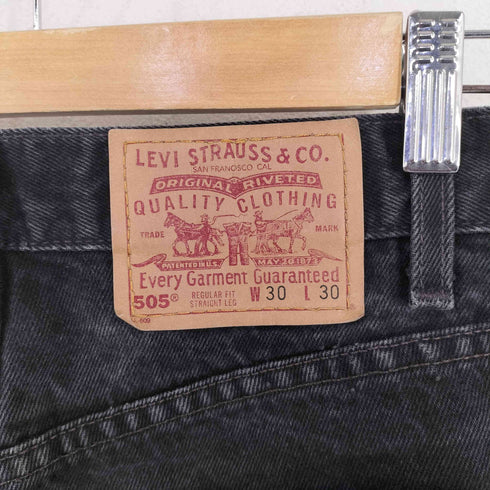 LEVI STRAUSS & CO.
SAN FRANCISCO CAL
ORIGINAL RIVETED
QUALITY CLOTHING
TRADE MARK
PATENTED IN U.S. MAY 20 1873
Every Garment Guaranteed
505® REGULAR FIT STRAIGHT LEG W 30 L 30